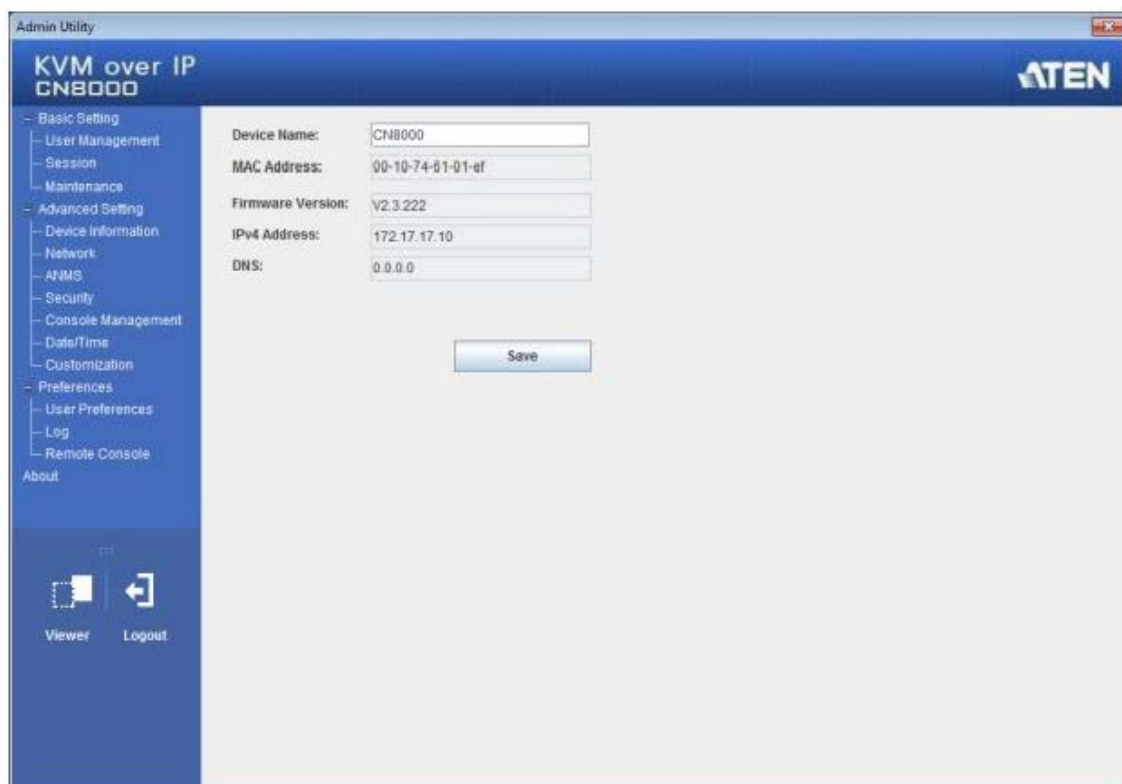 Admin Utility
KVM over IP
CN8000
ATEN
Basic Setting
User Management
Session
Maintenance
Advanced Setting
Device Information
Network
ANMS
Security
Console Management
Date/Time
Customization
Preferences
User Preferences
Log
Remote Console
About
Viewer
Logout
Device Name: CN8000
MAC Address: 00-10-74-61-01-ef
Firmware Version: V2.3.222
IPv4 Address: 172.17.17.10
DNS: 0.0.0.0
Save